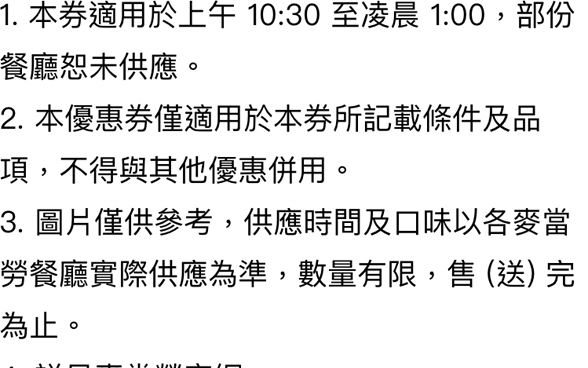 1. 本券適用於上午 10:30 至凌晨 1:00，部份
餐廳恕未供應。
2. 本優惠券僅適用於本券所記載條件及品
項，不得與其他優惠併用。
3. 圖片僅供參考，供應時間及口味以各麥當
勞餐廳實際供應為準，數量有限，售 (送) 完
為止。